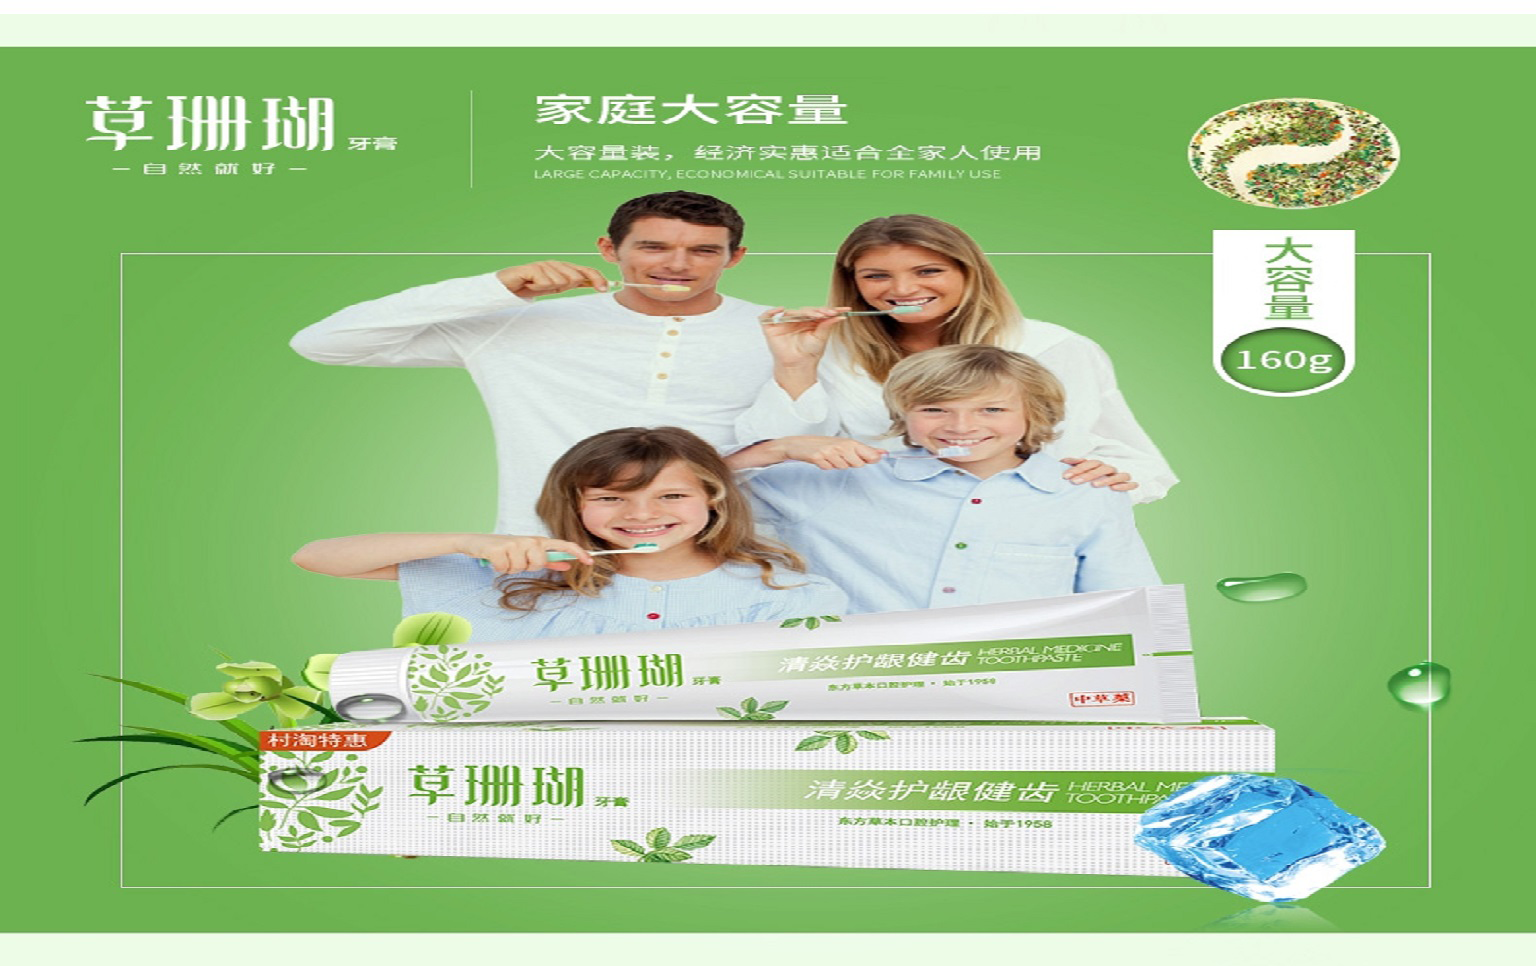 草珊瑚 牙膏
自然就好
家庭大容量
大容量装，经济实惠适合全家人使用
LARGE CAPACITY, ECONOMICAL SUITABLE FOR FAMILY USE
大容量
160g
草珊瑚 牙膏
自然就好
清焱护龈健齿 HERBAL MEDICINE
TOOTHPASTE
东方草本口腔护理·始于1958
中草药
村淘特惠
草珊瑚 牙膏
自然就好
清焱护龈健齿 HERBAL ME
TOOTHPA
东方草本口腔护理·始于1958